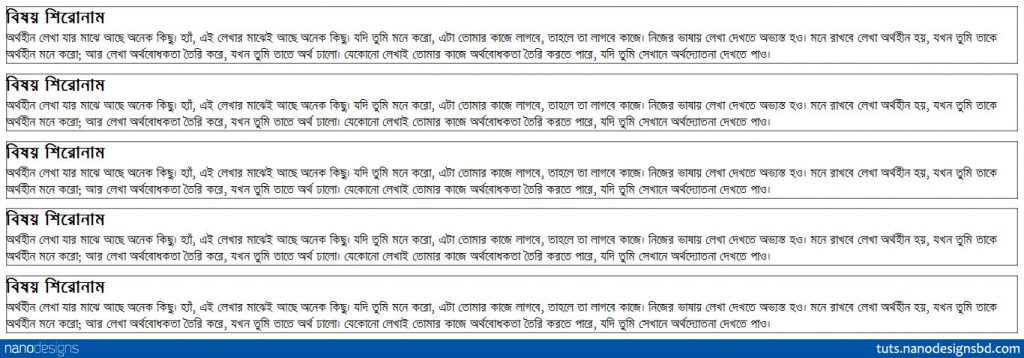 বিষয় শিরোনাম
অর্থহীন লেখা যার মাঝে আছে অনেক কিছু। হ্যাঁ, এই লেখার মাঝেই আছে অনেক কিছু। যদি তুমি মনে করো, এটা তোমার কাজে লাগবে, তাহলে তা লাগবে কাজে। নিজের ভাষায় লেখা দেখতে অভ্যস্ত হও। মনে রাখবে লেখা অর্থহীন হয়, যখন তুমি তাকে
অর্থহীন মনে করো; আর লেখা অর্থবোধকতা তৈরি করে, যখন তুমি তাতে অর্থ ঢালো। যেকোনো লেখাই তোমার কাজে অর্থবোধকতা তৈরি করতে পারে, যদি তুমি সেখানে অর্থদ্যোতনা দেখতে পাও।
বিষয় শিরোনাম
অর্থহীন লেখা যার মাঝে আছে অনেক কিছু। হ্যাঁ, এই লেখার মাঝেই আছে অনেক কিছু। যদি তুমি মনে করো, এটা তোমার কাজে লাগবে, তাহলে তা লাগবে কাজে। নিজের ভাষায় লেখা দেখতে অভ্যস্ত হও। মনে রাখবে লেখা অর্থহীন হয়, যখন তুমি তাকে
অর্থহীন মনে করো; আর লেখা অর্থবোধকতা তৈরি করে, যখন তুমি তাতে অর্থ ঢালো। যেকোনো লেখাই তোমার কাজে অর্থবোধকতা তৈরি করতে পারে, যদি তুমি সেখানে অর্থদ্যোতনা দেখতে পাও।
বিষয় শিরোনাম
অর্থহীন লেখা যার মাঝে আছে অনেক কিছু। হ্যাঁ, এই লেখার মাঝেই আছে অনেক কিছু। যদি তুমি মনে করো, এটা তোমার কাজে লাগবে, তাহলে তা লাগবে কাজে। নিজের ভাষায় লেখা দেখতে অভ্যস্ত হও। মনে রাখবে লেখা অর্থহীন হয়, যখন তুমি তাকে
অর্থহীন মনে করো; আর লেখা অর্থবোধকতা তৈরি করে, যখন তুমি তাতে অর্থ ঢালো। যেকোনো লেখাই তোমার কাজে অর্থবোধকতা তৈরি করতে পারে, যদি তুমি সেখানে অর্থদ্যোতনা দেখতে পাও।
বিষয় শিরোনাম
অর্থহীন লেখা যার মাঝে আছে অনেক কিছু। হ্যাঁ, এই লেখার মাঝেই আছে অনেক কিছু। যদি তুমি মনে করো, এটা তোমার কাজে লাগবে, তাহলে তা লাগবে কাজে। নিজের ভাষায় লেখা দেখতে অভ্যস্ত হও। মনে রাখবে লেখা অর্থহীন হয়, যখন তুমি তাকে
অর্থহীন মনে করো; আর লেখা অর্থবোধকতা তৈরি করে, যখন তুমি তাতে অর্থ ঢালো। যেকোনো লেখাই তোমার কাজে অর্থবোধকতা তৈরি করতে পারে, যদি তুমি সেখানে অর্থদ্যোতনা দেখতে পাও।
বিষয় শিরোনাম
অর্থহীন লেখা যার মাঝে আছে অনেক কিছু। হ্যাঁ, এই লেখার মাঝেই আছে অনেক কিছু। যদি তুমি মনে করো, এটা তোমার কাজে লাগবে, তাহলে তা লাগবে কাজে। নিজের ভাষায় লেখা দেখতে অভ্যস্ত হও। মনে রাখবে লেখা অর্থহীন হয়, যখন তুমি তাকে
অর্থহীন মনে করো; আর লেখা অর্থবোধকতা তৈরি করে, যখন তুমি তাতে অর্থ ঢালো। যেকোনো লেখাই তোমার কাজে অর্থবোধকতা তৈরি করতে পারে, যদি তুমি সেখানে অর্থদ্যোতনা দেখতে পাও।
nanodesigns tuts.nanodesignsbd.com